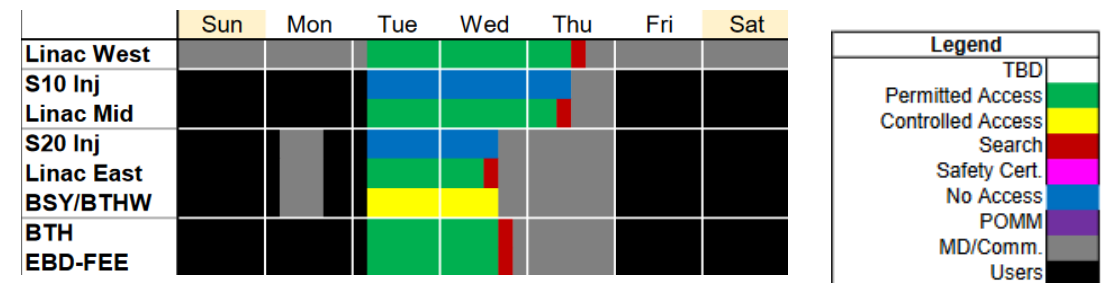 Sun Mon Tue Wed Thu Fri Sat
Linac West
S10 Inj
Linac Mid
S20 Inj
Linac East
BSY/BTHW
BTH
EBD-FEE
Legend
TBD
Permitted Access
Controlled Access
Search
Safety Cert.
No Access
POMM
MD/Comm.
Users